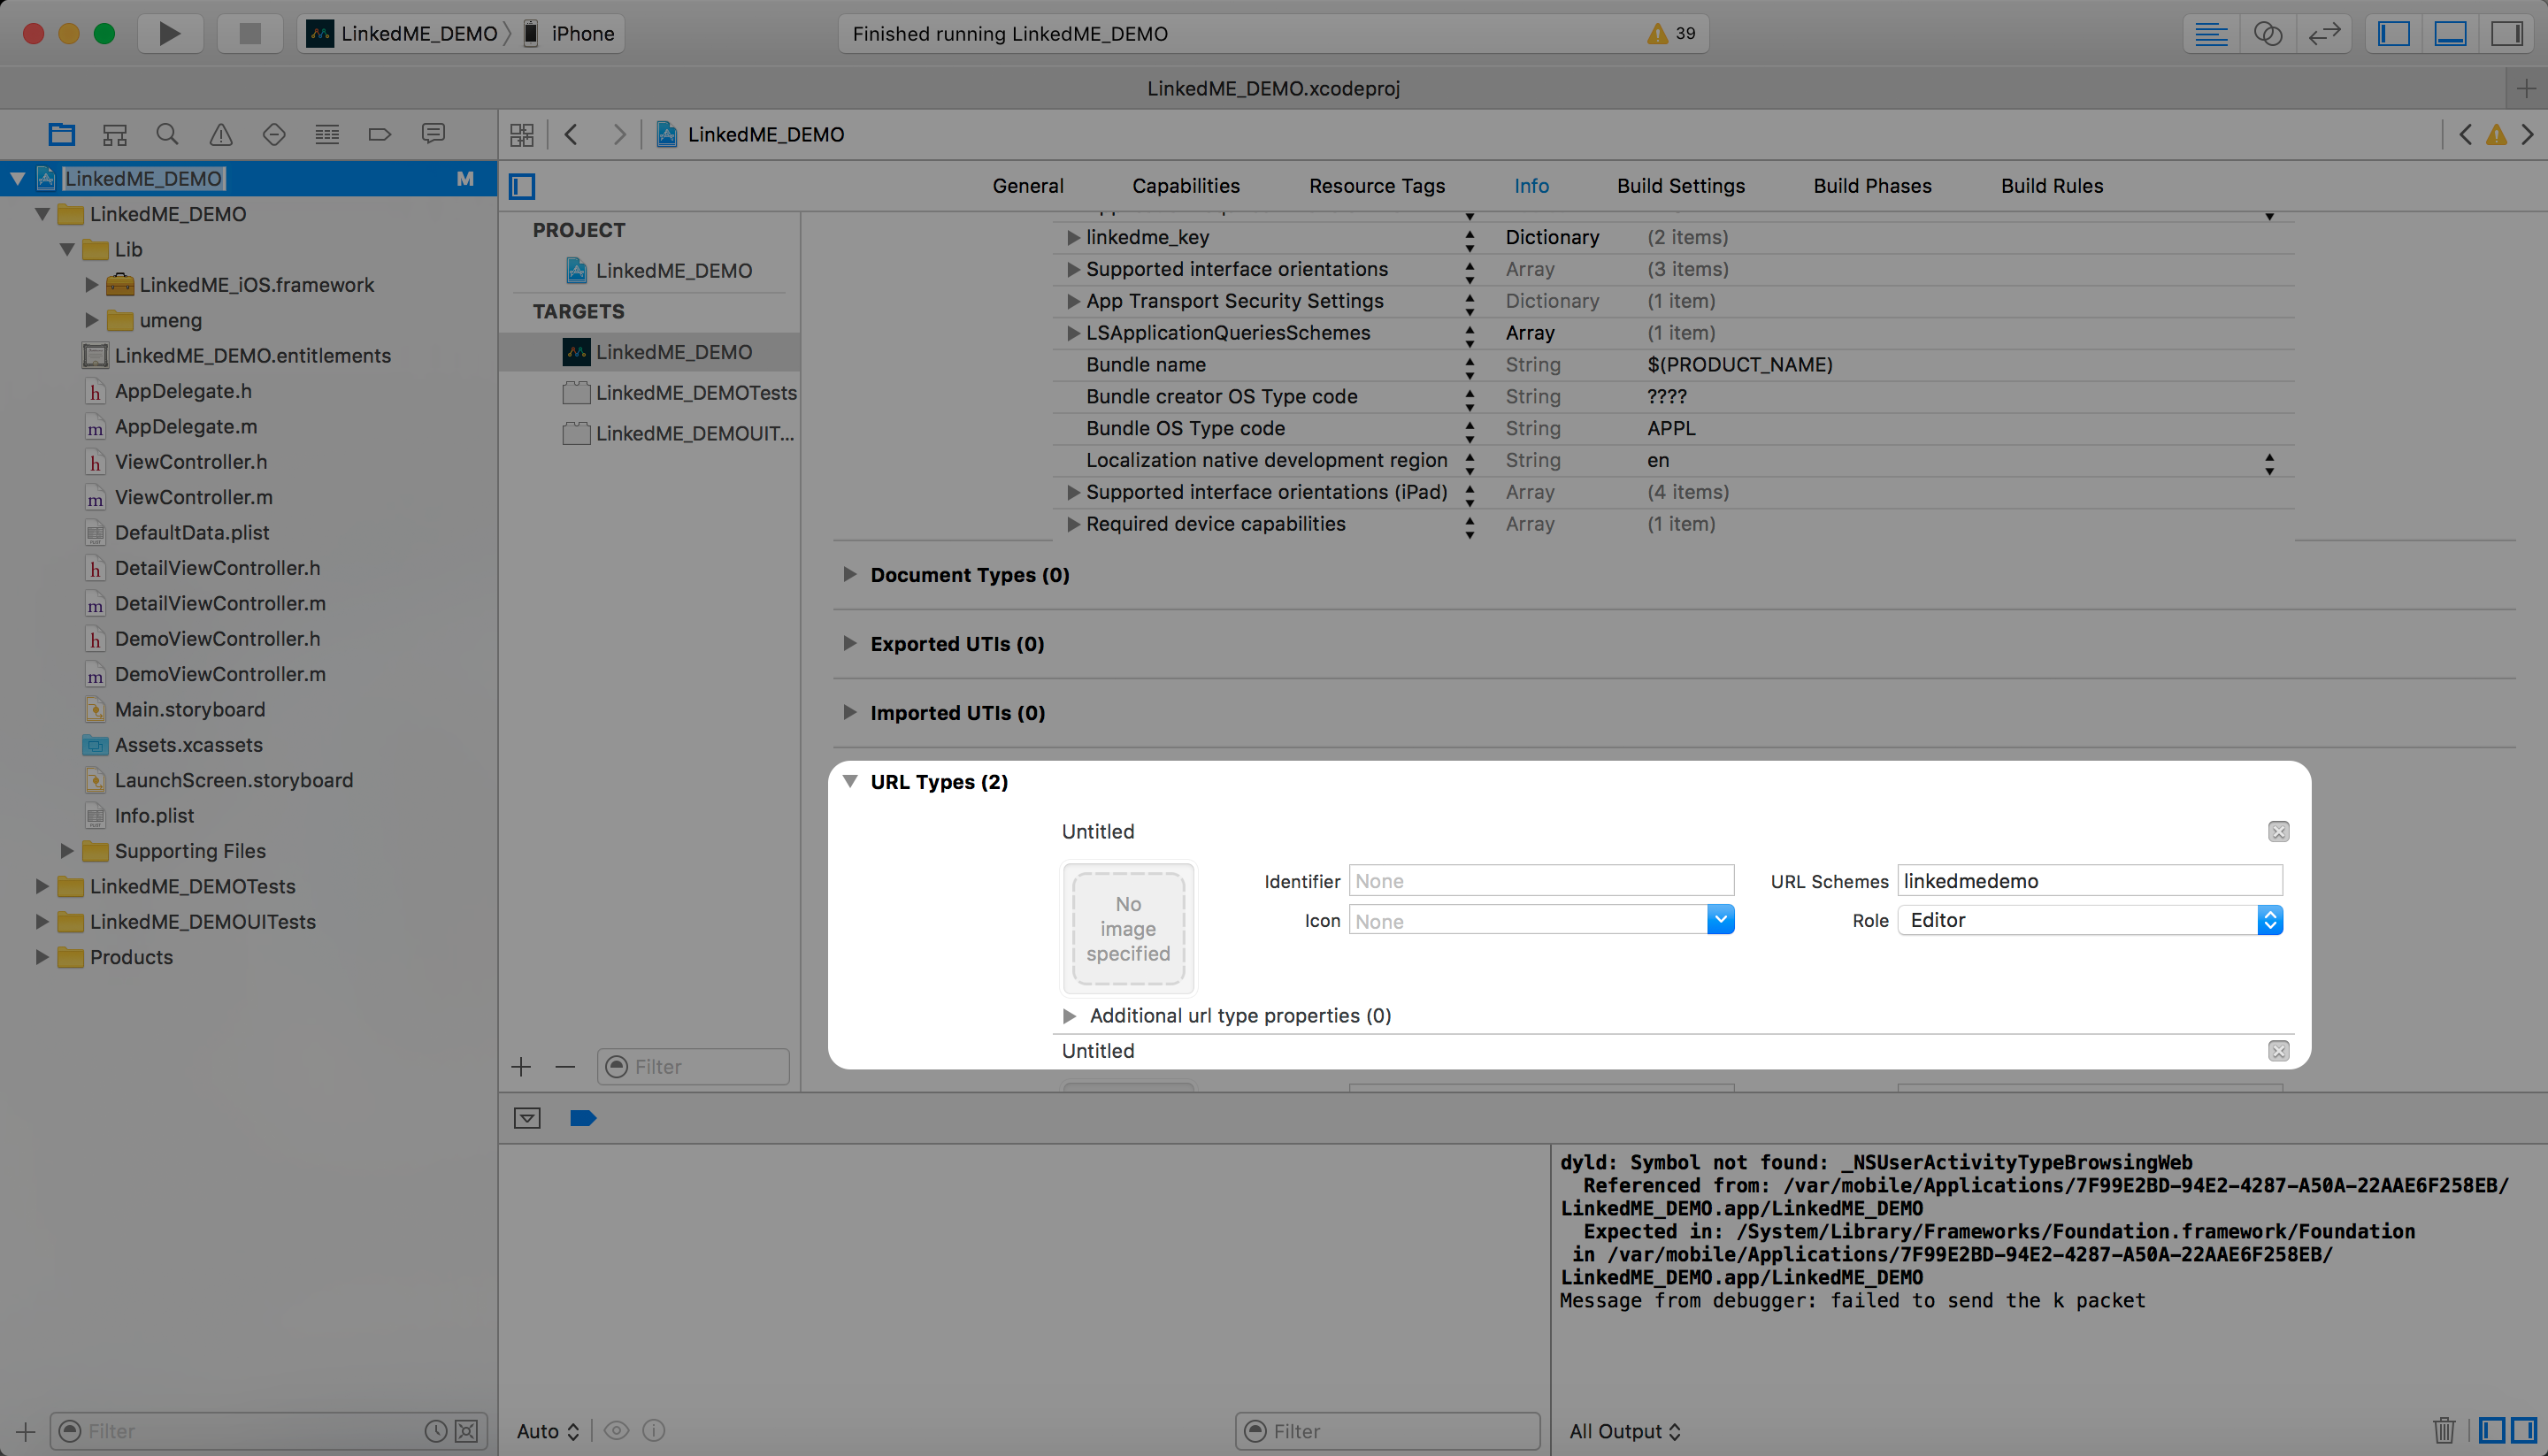 LinkedME_DEMO
iPhone
Finished running LinkedME_DEMO
39
LinkedME_DEMO.xcodeproj
LinkedME_DEMO
LinkedME_DEMO
M
LinkedME_DEMO
Lib
LinkedME_iOS.framework
umeng
LinkedME_DEMO.entitlements
AppDelegate.h
AppDelegate.m
ViewController.h
ViewController.m
DefaultData.plist
DetailViewController.h
DetailViewController.m
DemoViewController.h
DemoViewController.m
Main.storyboard
Assets.xcassets
LaunchScreen.storyboard
Info.plist
Supporting Files
LinkedME_DEMOTests
LinkedME_DEMOUITests
Products
Filter
General Capabilities Resource Tags Info Build Settings Build Phases Build Rules
PROJECT
LinkedME_DEMO
TARGETS
LinkedME_DEMO
LinkedME_DEMOTests
LinkedME_DEMOUIT...
Filter
linkedme_key Dictionary (2 items)
Supported interface orientations Array (3 items)
App Transport Security Settings Dictionary (1 item)
LSApplicationQueriesSchemes Array (1 item)
Bundle name String $(PRODUCT_NAME)
Bundle creator OS Type code String ????
Bundle OS Type code String APPL
Localization native development region String en
Supported interface orientations (iPad) Array (4 items)
Required device capabilities Array (1 item)
Document Types (0)
Exported UTIs (0)
Imported UTIs (0)
URL Types (2)
Untitled
No
image
specified
Identifier None URL Schemes linkedmedemo
Icon None Role Editor
Additional url type properties (0)
Untitled
dyld: Symbol not found: _NSUserActivityTypeBrowsingWeb
Referenced from: /var/mobile/Applications/7F99E2BD-94E2-4287-A50A-22AAE6F258EB/
LinkedME_DEMO.app/LinkedME_DEMO
Expected in: /System/Library/Frameworks/Foundation.framework/Foundation
in /var/mobile/Applications/7F99E2BD-94E2-4287-A50A-22AAE6F258EB/
LinkedME_DEMO.app/LinkedME_DEMO
Message from debugger: failed to send the k packet
Auto
Filter
All Output